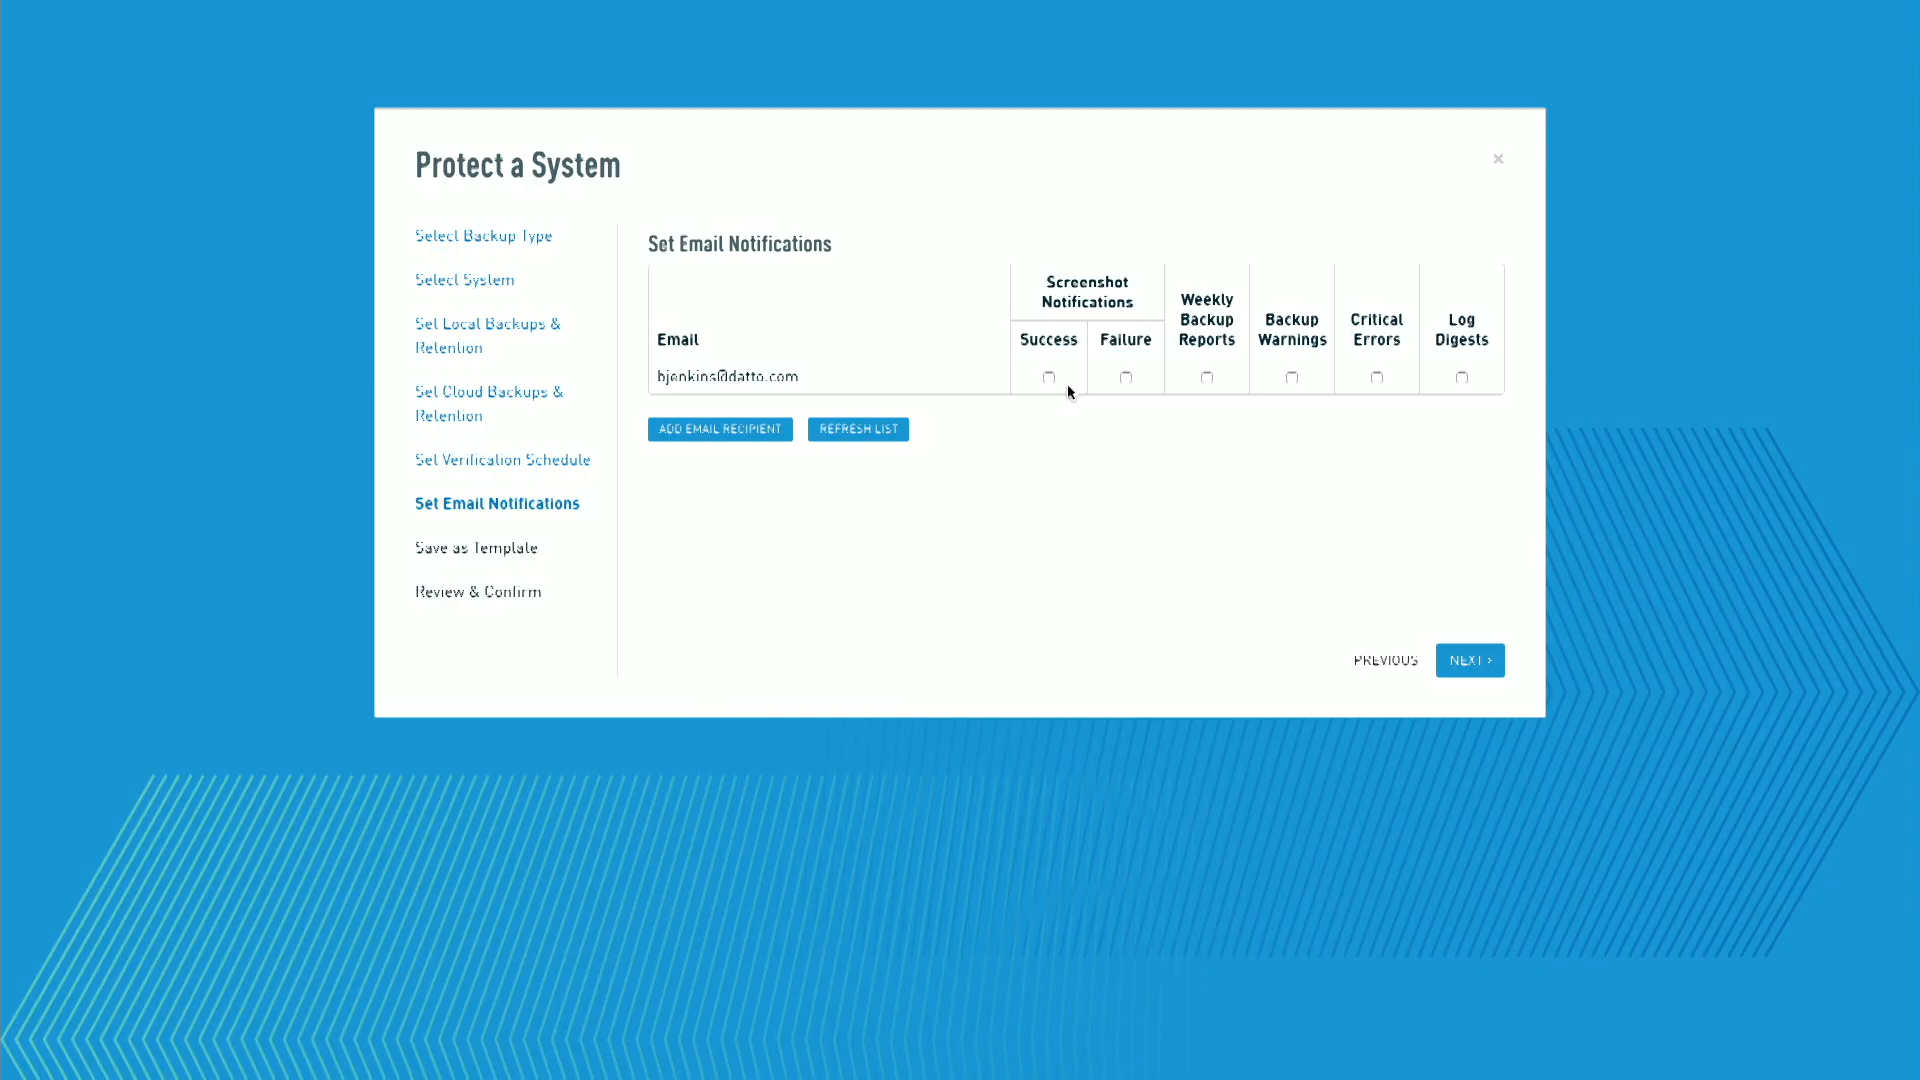 Protect a System
×
Select Backup Type
Select System
Set Local Backups &
Retention
Set Cloud Backups &
Retention
Set Verification Schedule
Set Email Notifications
Save as Template
Review & Confirm
Set Email Notifications
Screenshot
Notifications
Weekly
Backup
Reports
Backup
Warnings
Critical
Errors
Log
Digests
Email
Success
Failure
bjenkins@datto.com
ADD EMAIL RECIPIENT
REFRESH LIST
PREVIOUS
NEXT ›